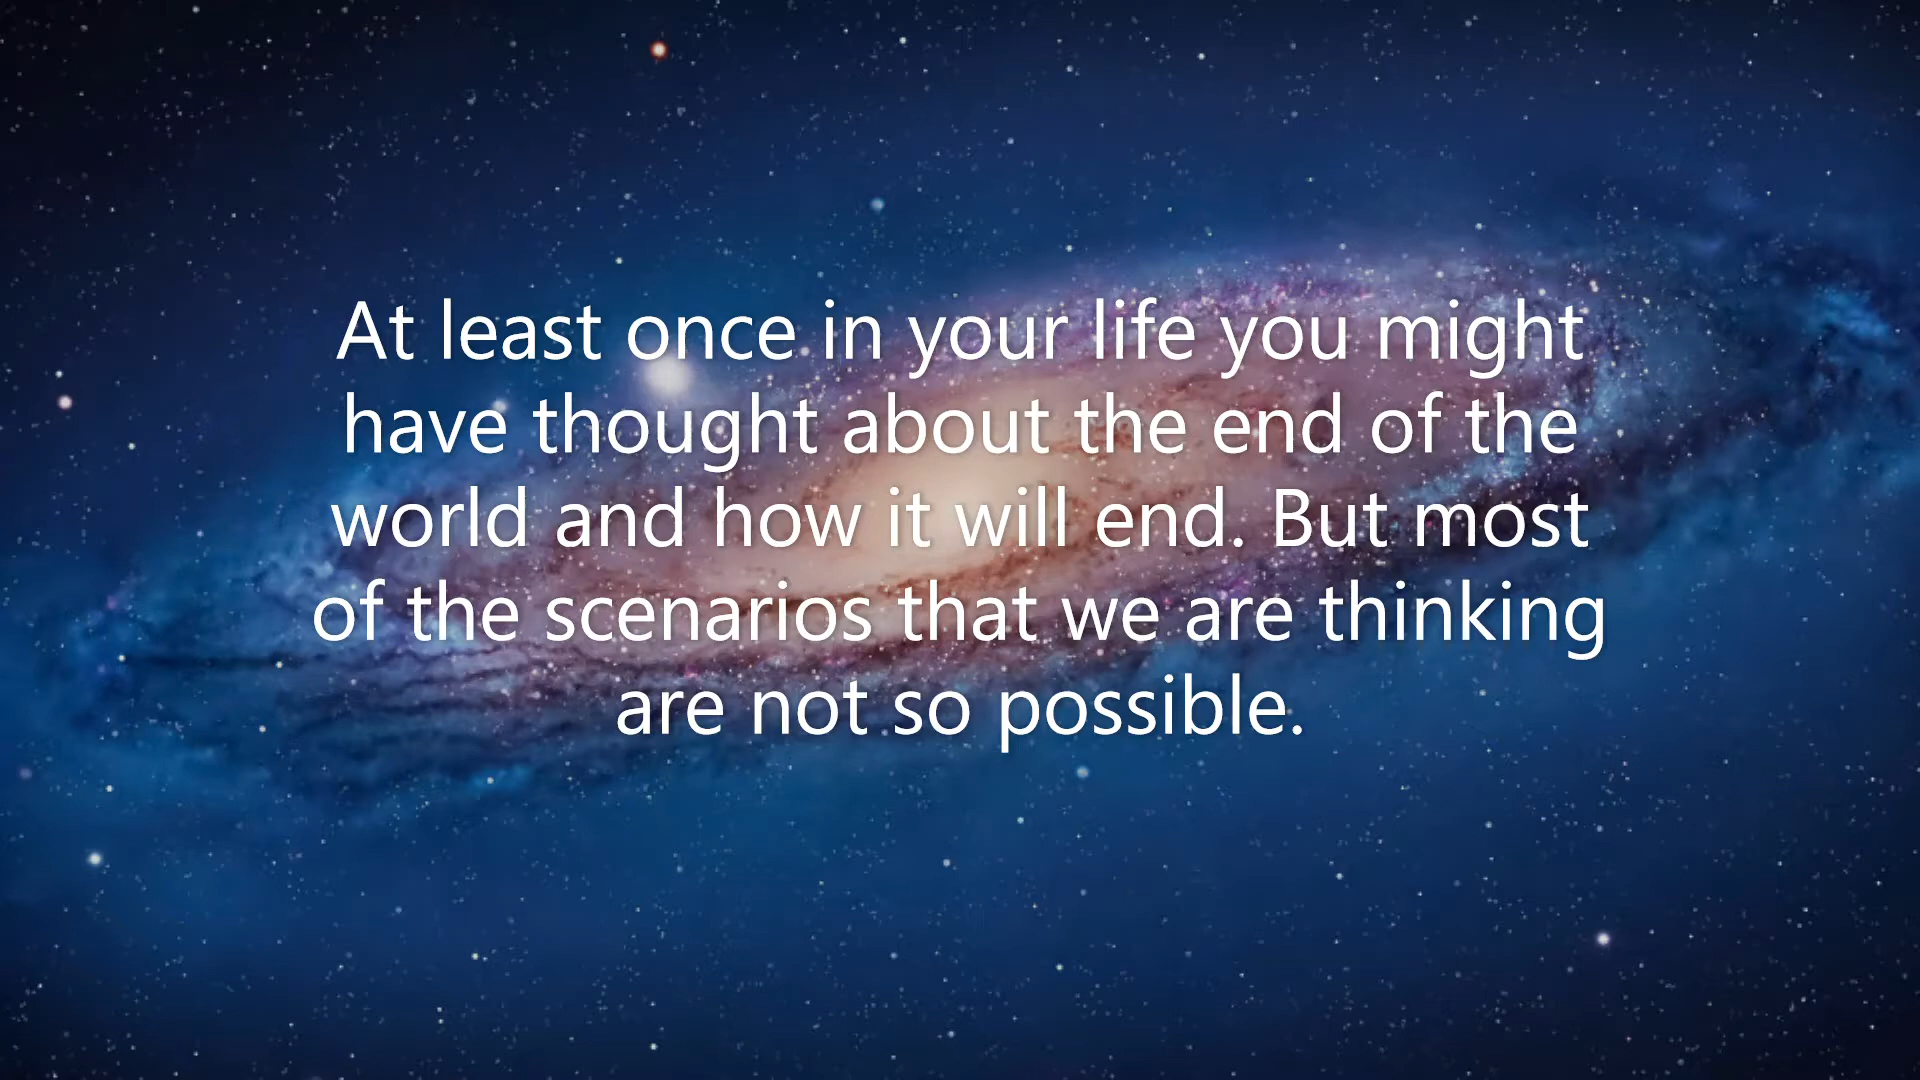 At least once in your life you might
have thought about the end of the
world and how it will end. But most
of the scenarios that we are thinking
are not so possible.